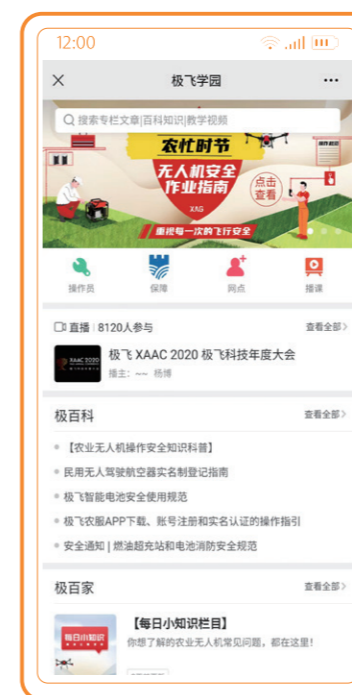 12:00
极飞学园
搜索专栏文章|百科知识|教学视频
农忙时节
无人机安全
作业指南
XAG
点击
查看
重视每一次的飞行安全
操作员
保障
网点
播课
直播 | 8120人参与
查看全部
XAAC 2020
极飞 XAAC 2020 极飞科技年度大会
播主：~~ 杨博
极百科
查看全部
【农业无人机操作安全知识科普】
民用无人驾驶航空器实名制登记指南
极飞智能电池安全使用规范
极飞农服APP下载、账号注册和实名认证的操作指引
安全通知 | 燃油超充站和电池消防安全规范
极百家
查看全部
每日小知识
【每日小知识栏目】
你想了解的农业无人机常见问题，都在这里！